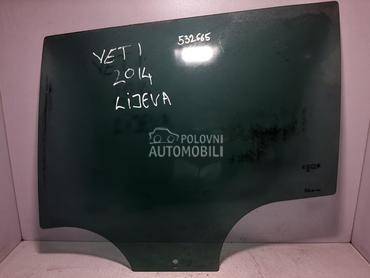 YETI
532665
2014
LIJEVA
POLOVNI
AUTOMOBILI